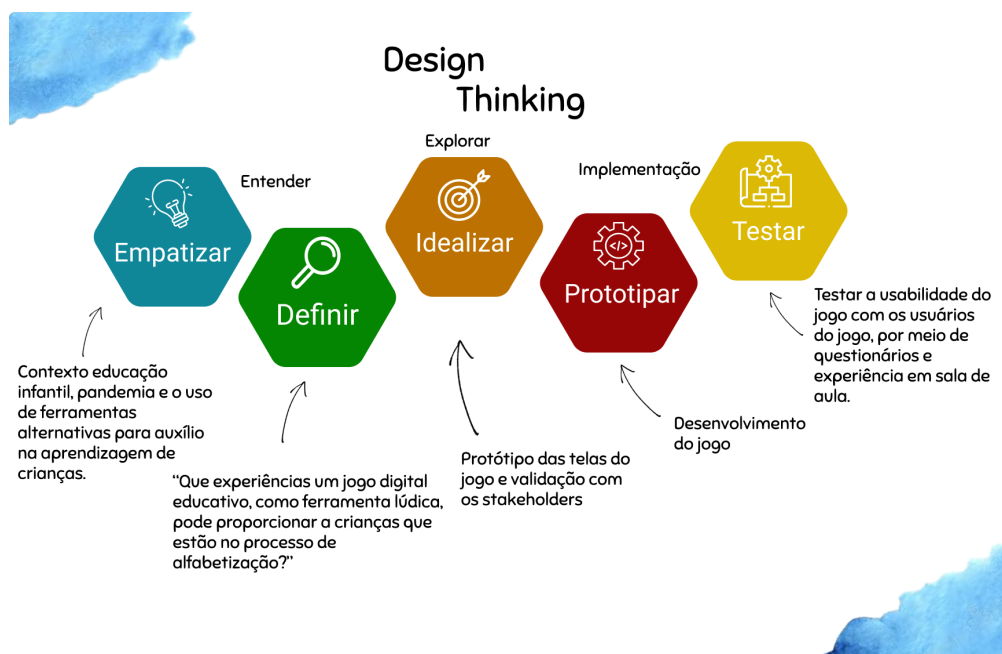 Design
Thinking
Entender
Explorar
Implementação
Empatizar
Definir
Idealizar
</>
Prototipar
Testar
Contexto educação
infantil, pandemia e o uso
de ferramentas
alternativas para auxílio
na aprendizagem de
crianças.
"Que experiências um jogo digital
educativo, como ferramenta lúdica,
pode proporcionar a crianças que
estão no processo de
alfabetização?"
Protótipo das telas do
jogo e validação com
os stakeholders
Desenvolvimento
do jogo
Testar a usabilidade do
jogo com os usuários
do jogo, por meio de
questionários e
experiência em sala de
aula.